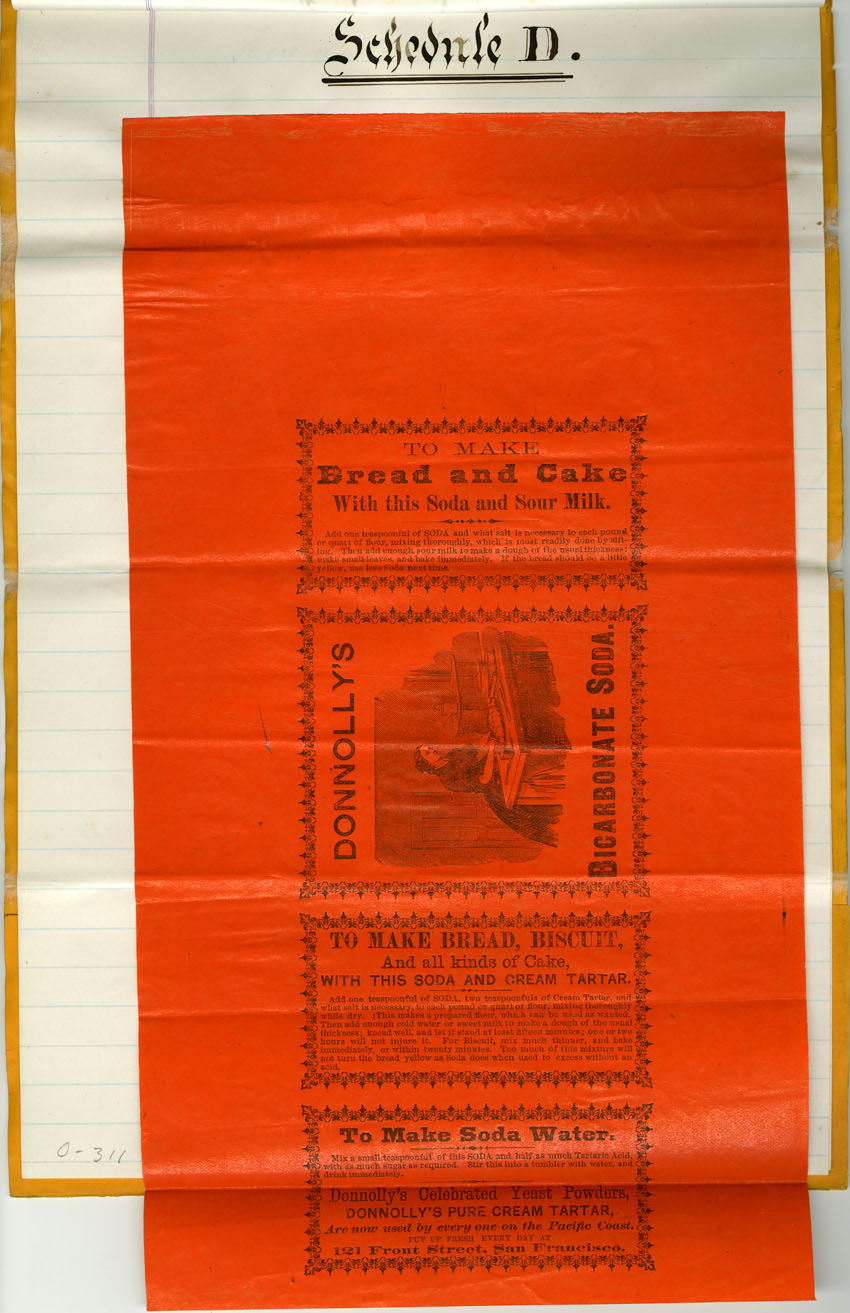 Schedule D.
TO MAKE
Bread and Cake
With this Soda and Sour Milk.
Add one teaspoonful of SODA and what salt is necessary to each pound
or quart of flour, mixing thoroughly, which is most readily done by sift-
ing. Then add enough sour milk to make a dough of the usual thickness;
make small loaves, and bake immediately. If the bread should be a little
yellow, use less Soda next time.
DONNOLLY'S
BICARBONATE SODA.
TO MAKE BREAD, BISCUIT,
And all kinds of Cake,
WITH THIS SODA AND CREAM TARTAR.
Add one teaspoonful of SODA, two teaspoonfuls of Cream Tartar, and
what salt is necessary, to each pound or quart of flour, mixing thoroughly
while dry. (This makes a prepared flour, which can be used as wanted.
Then add enough cold water or sweet milk to make a dough of the usual
thickness; knead well, and let it stand at least fifteen minutes; one or two
hours will not injure it. For Biscuit, mix much thinner, and bake
immediately, or within twenty minutes. Too much of this mixture will
not turn the bread yellow as Soda does when used to excess without an
acid.
To Make Soda Water.
Mix a small teaspoonful of this SODA and half as much Tartaric Acid,
with as much sugar as required. Stir this into a tumbler with water, and
drink immediately.
Donnolly's Celebrated Yeast Powders,
DONNOLLY'S PURE CREAM TARTAR,
Are now used by every one on the Pacific Coast.
PUT UP FRESH EVERY DAY AT
121 Front Street, San Francisco.
O-311